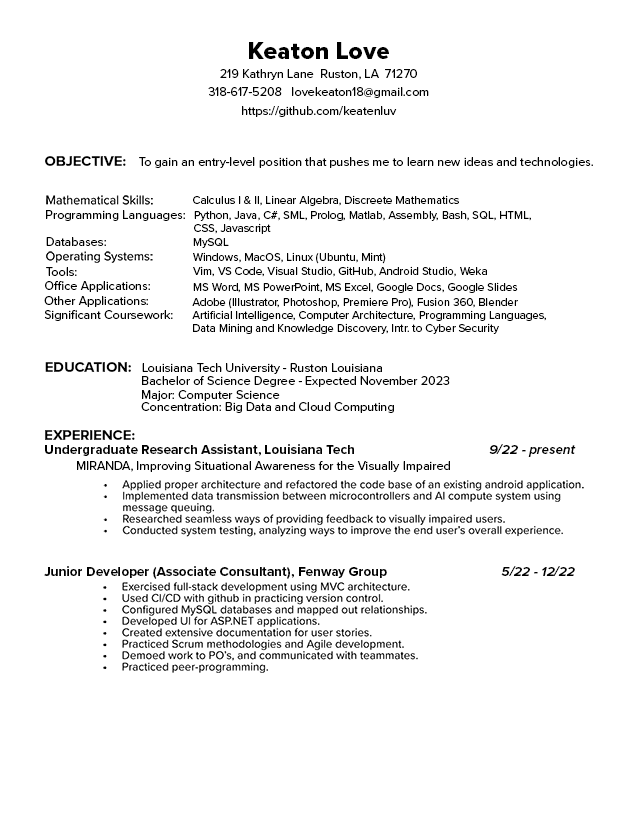 Keaton Love
219 Kathryn Lane Ruston, LA 71270
318-617-5208 lovekeaton18@gmail.com
https://github.com/keatenluv
OBJECTIVE: To gain an entry-level position that pushes me to learn new ideas and technologies.
Mathematical Skills: Calculus I & II, Linear Algebra, Discreete Mathematics
Programming Languages: Python, Java, C#, SML, Prolog, Matlab, Assembly, Bash, SQL, HTML,
CSS, Javascript
Databases: MySQL
Operating Systems: Windows, MacOS, Linux (Ubuntu, Mint)
Tools: Vim, VS Code, Visual Studio, GitHub, Android Studio, Weka
Office Applications: MS Word, MS PowerPoint, MS Excel, Google Docs, Google Slides
Other Applications: Adobe (Illustrator, Photoshop, Premiere Pro), Fusion 360, Blender
Significant Coursework: Artificial Intelligence, Computer Architecture, Programming Languages,
Data Mining and Knowledge Discovery, Intr. to Cyber Security
EDUCATION: Louisiana Tech University - Ruston Louisiana
Bachelor of Science Degree - Expected November 2023
Major: Computer Science
Concentration: Big Data and Cloud Computing
EXPERIENCE:
Undergraduate Research Assistant, Louisiana Tech 9/22 - present
MIRANDA, Improving Situational Awareness for the Visually Impaired
• Applied proper architecture and refactored the code base of an existing android application.
• Implemented data transmission between microcontrollers and AI compute system using
message queuing.
• Researched seamless ways of providing feedback to visually impaired users.
• Conducted system testing, analyzing ways to improve the end user's overall experience.
Junior Developer (Associate Consultant), Fenway Group 5/22 - 12/22
• Exercised full-stack development using MVC architecture.
• Used CI/CD with github in practicing version control.
• Configured MySQL databases and mapped out relationships.
• Developed UI for ASP.NET applications.
• Created extensive documentation for user stories.
• Practiced Scrum methodologies and Agile development.
• Demoed work to PO's, and communicated with teammates.
• Practiced peer-programming.